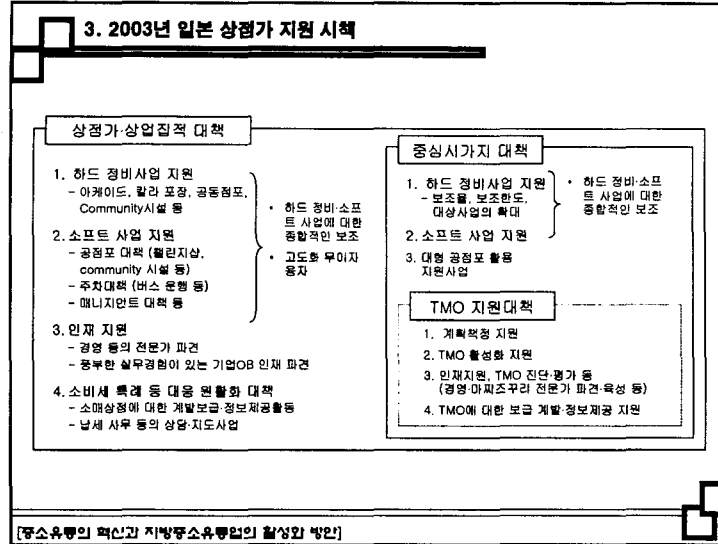 3. 2003년 일본 상점가 지원 시책
상점가·상업집적 대책
1. 하드 정비사업 지원
- 아케이드, 칼라 포장, 공동점포,
Community시설 등
2. 소프트 사업 지원
- 공점포 대책 (챌린지샵,
community 시설 등)
- 주차대책 (버스 운행 등)
- 매니지먼트 대책 등
• 하드 정비·소프
트 사업에 대한
종합적인 보조
• 고도화 무이자
융자
3. 인재 지원
- 경영 등의 전문가 파견
- 풍부한 실무경험이 있는 기업OB 인재 파견
4. 소비세 특례 등 대응 원활화 대책
- 소매상점에 대한 계발보급·정보제공활동
- 납세 사무 등의 상담·지도사업
중심시가지 대책
1. 하드 정비사업 지원
- 보조율, 보조한도,
대상사업의 확대
2. 소프트 사업 지원
• 하드 정비·소프
트 사업에 대한
종합적인 보조
3. 대형 공점포 활용
지원사업
TMO 지원대책
1. 계획책정 지원
2. TMO 활성화 지원
3. 인재지원, TMO 진단·평가 등
(경영·마찌즈꾸리 전문가 파견·육성 등)
4. TMO에 대한 보급 계발·정보제공 지원
[중소유통의 혁신과 지방중소유통업의 활성화 방안]